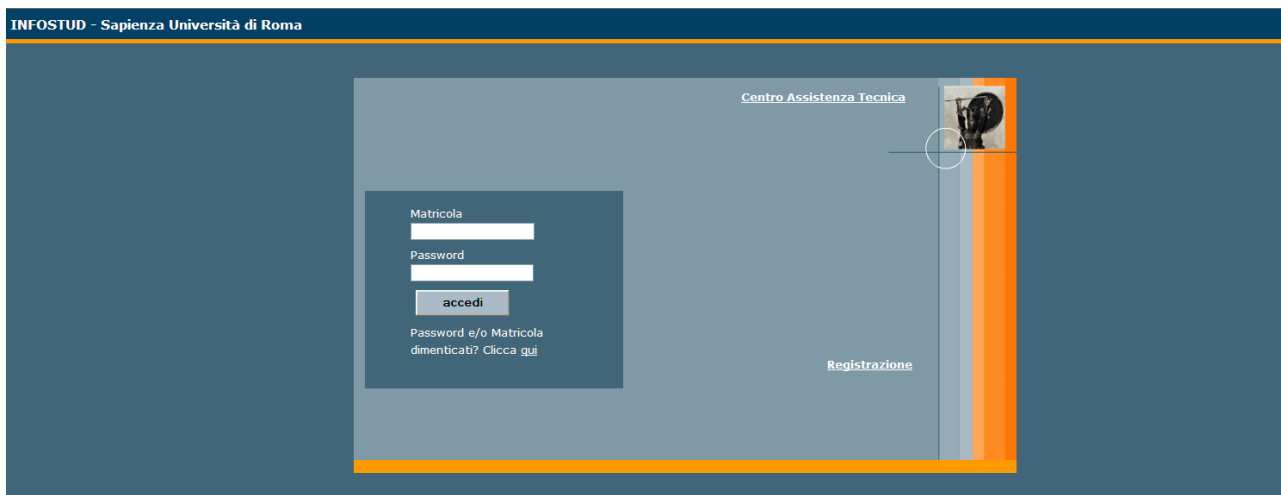 INFOSTUD - Sapienza Università di Roma
Centro Assistenza Tecnica
Matricola
Password
accedi
Password e/o Matricola
dimenticati? Clicca qui
Registrazione